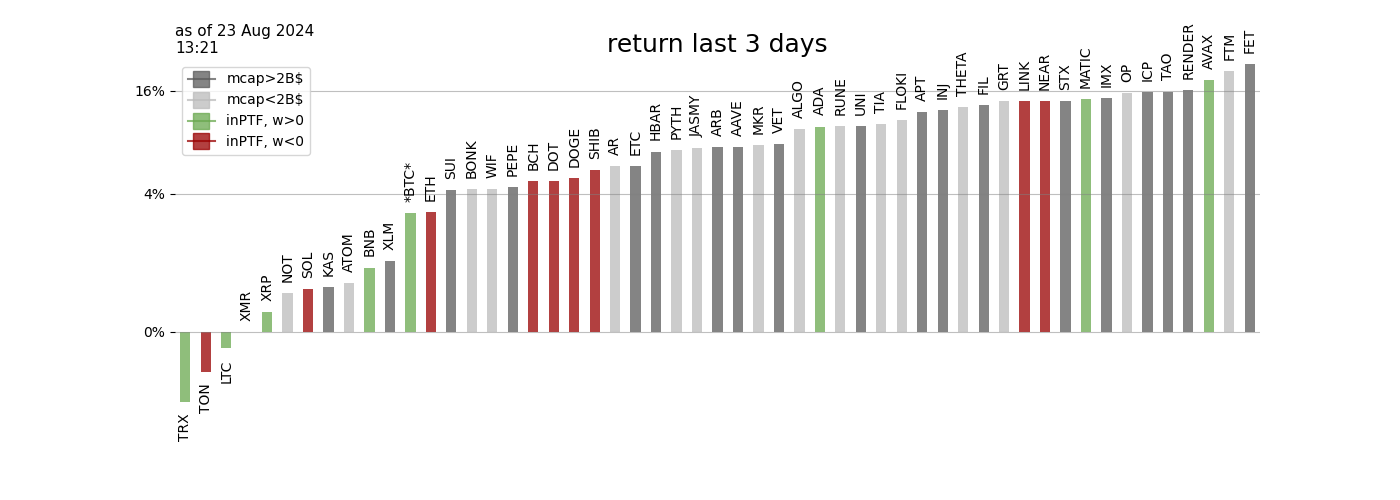 as of 23 Aug 2024
13:21
return last 3 days
mcap>2B$
mcap<2B$
inPTF, w>0
inPTF, w<0
16%
4%
0%
TRX
TON
LTC
XMR
XRP
NOT
SOL
KAS
ATOM
BNB
XLM
*BTC*
ETH
SUI
BONK
WIF
PEPE
BCH
DOT
DOGE
SHIB
AR
ETC
HBAR
PYTH
JASMY
ARB
AAVE
MKR
VET
ALGO
ADA
RUNE
UNI
TIA
FLOKI
APT
INJ
THETA
FIL
GRT
LINK
NEAR
STX
MATIC
IMX
OP
ICP
TAO
RENDER
AVAX
FTM
FET